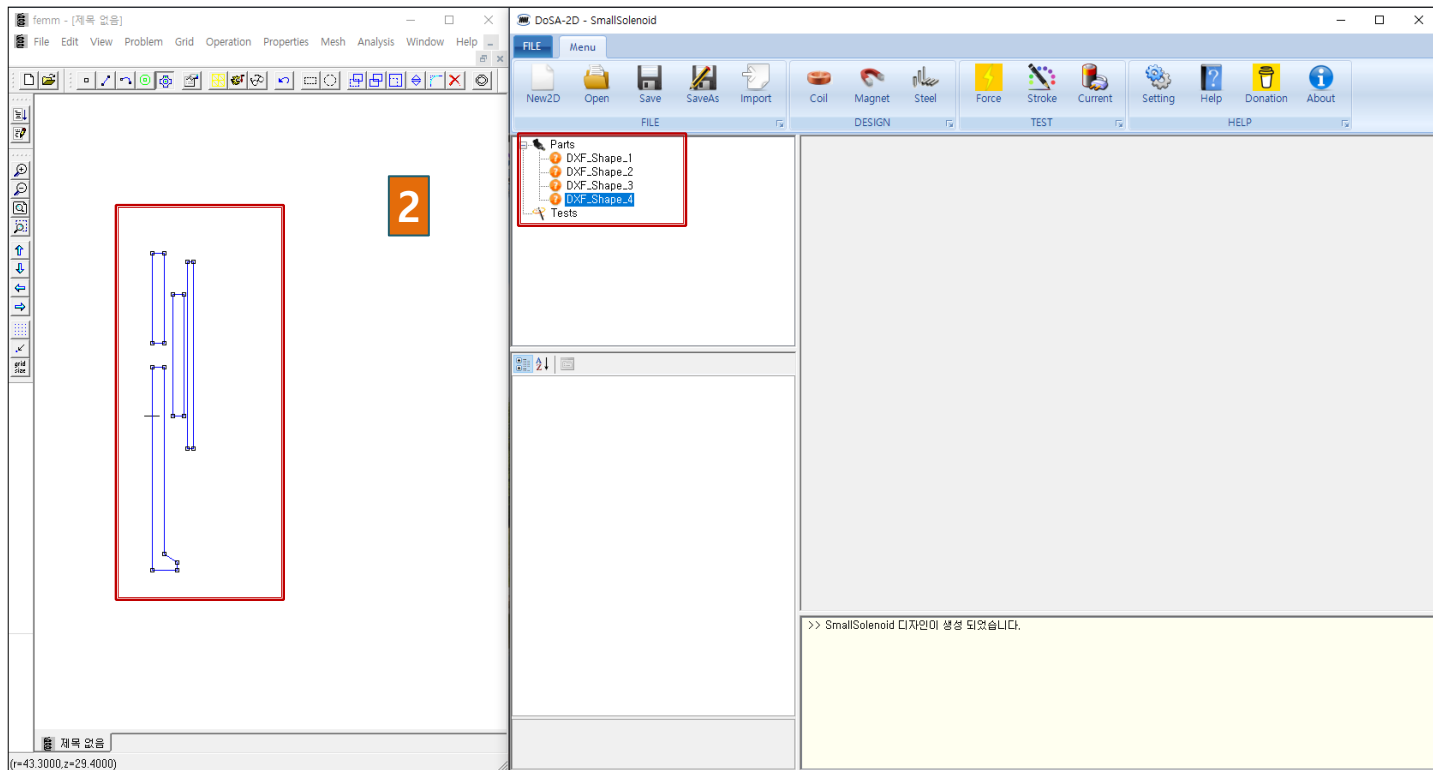 femm - [제목 없음]
File Edit View Problem Grid Operation Properties Mesh Analysis Window Help
grid
size
2
제목 없음
(r=43.3000,z=29.4000)
DoSA-2D - SmallSolenoid
FILE Menu
New2D Open Save SaveAs Import Coil Magnet Steel Force Stroke Current Setting Help Donation About
FILE DESIGN TEST HELP
Parts
DXF_Shape_1
DXF_Shape_2
DXF_Shape_3
DXF_Shape_4
Tests
>> SmallSolenoid 디자인이 생성 되었습니다.